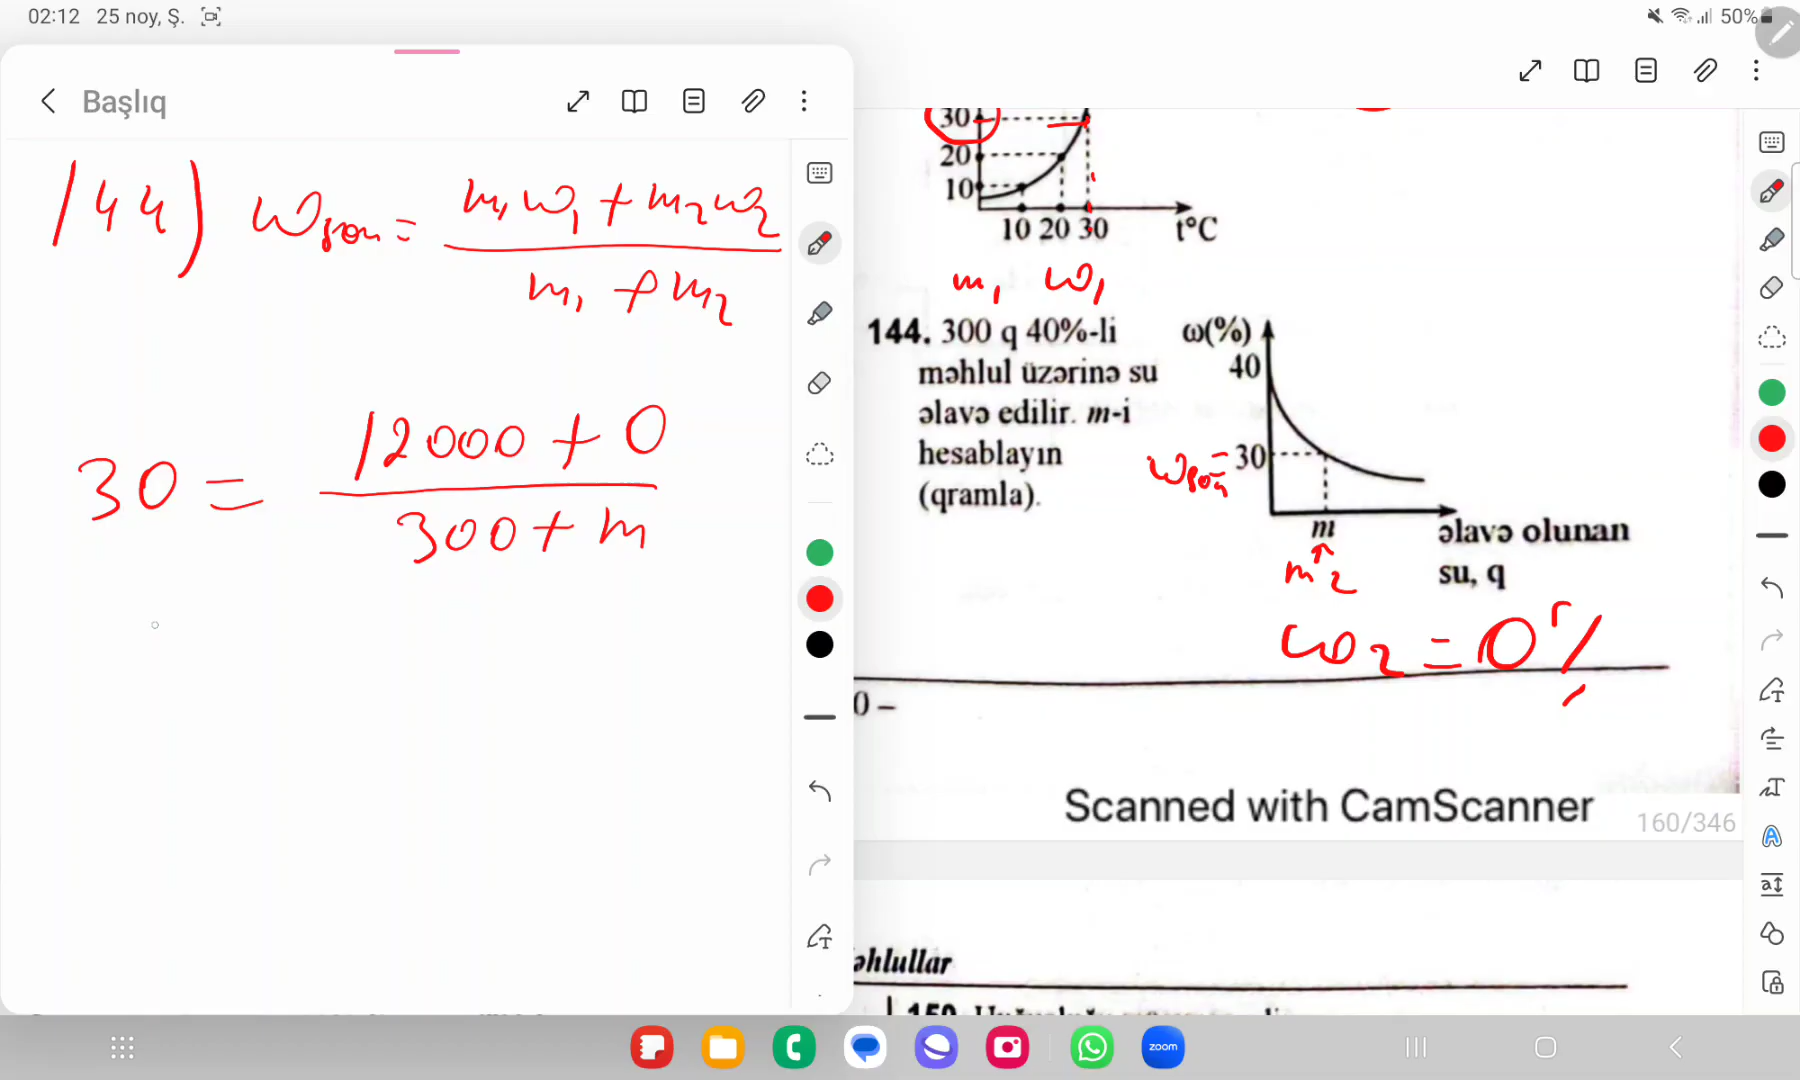 02:12 25 noy, Ş.
50%
Başlıq
144) ωson = m₁ω₁ + m₂ω₂
m₁ + m₂
30 = 12000 + 0
300 + m
30
20
10
10 20 30 t°C
m₁ ω₁
144. 300 q 40%-li
məhlul üzərinə su
əlavə edilir. m-i
hesablayın
(qramla).
ω(%)
40
ωson = 30
m
əlavə olunan
su, q
m₂
ω₂ = 0%
0 –
Scanned with CamScanner
160/346
əhlullar
150.
zoom